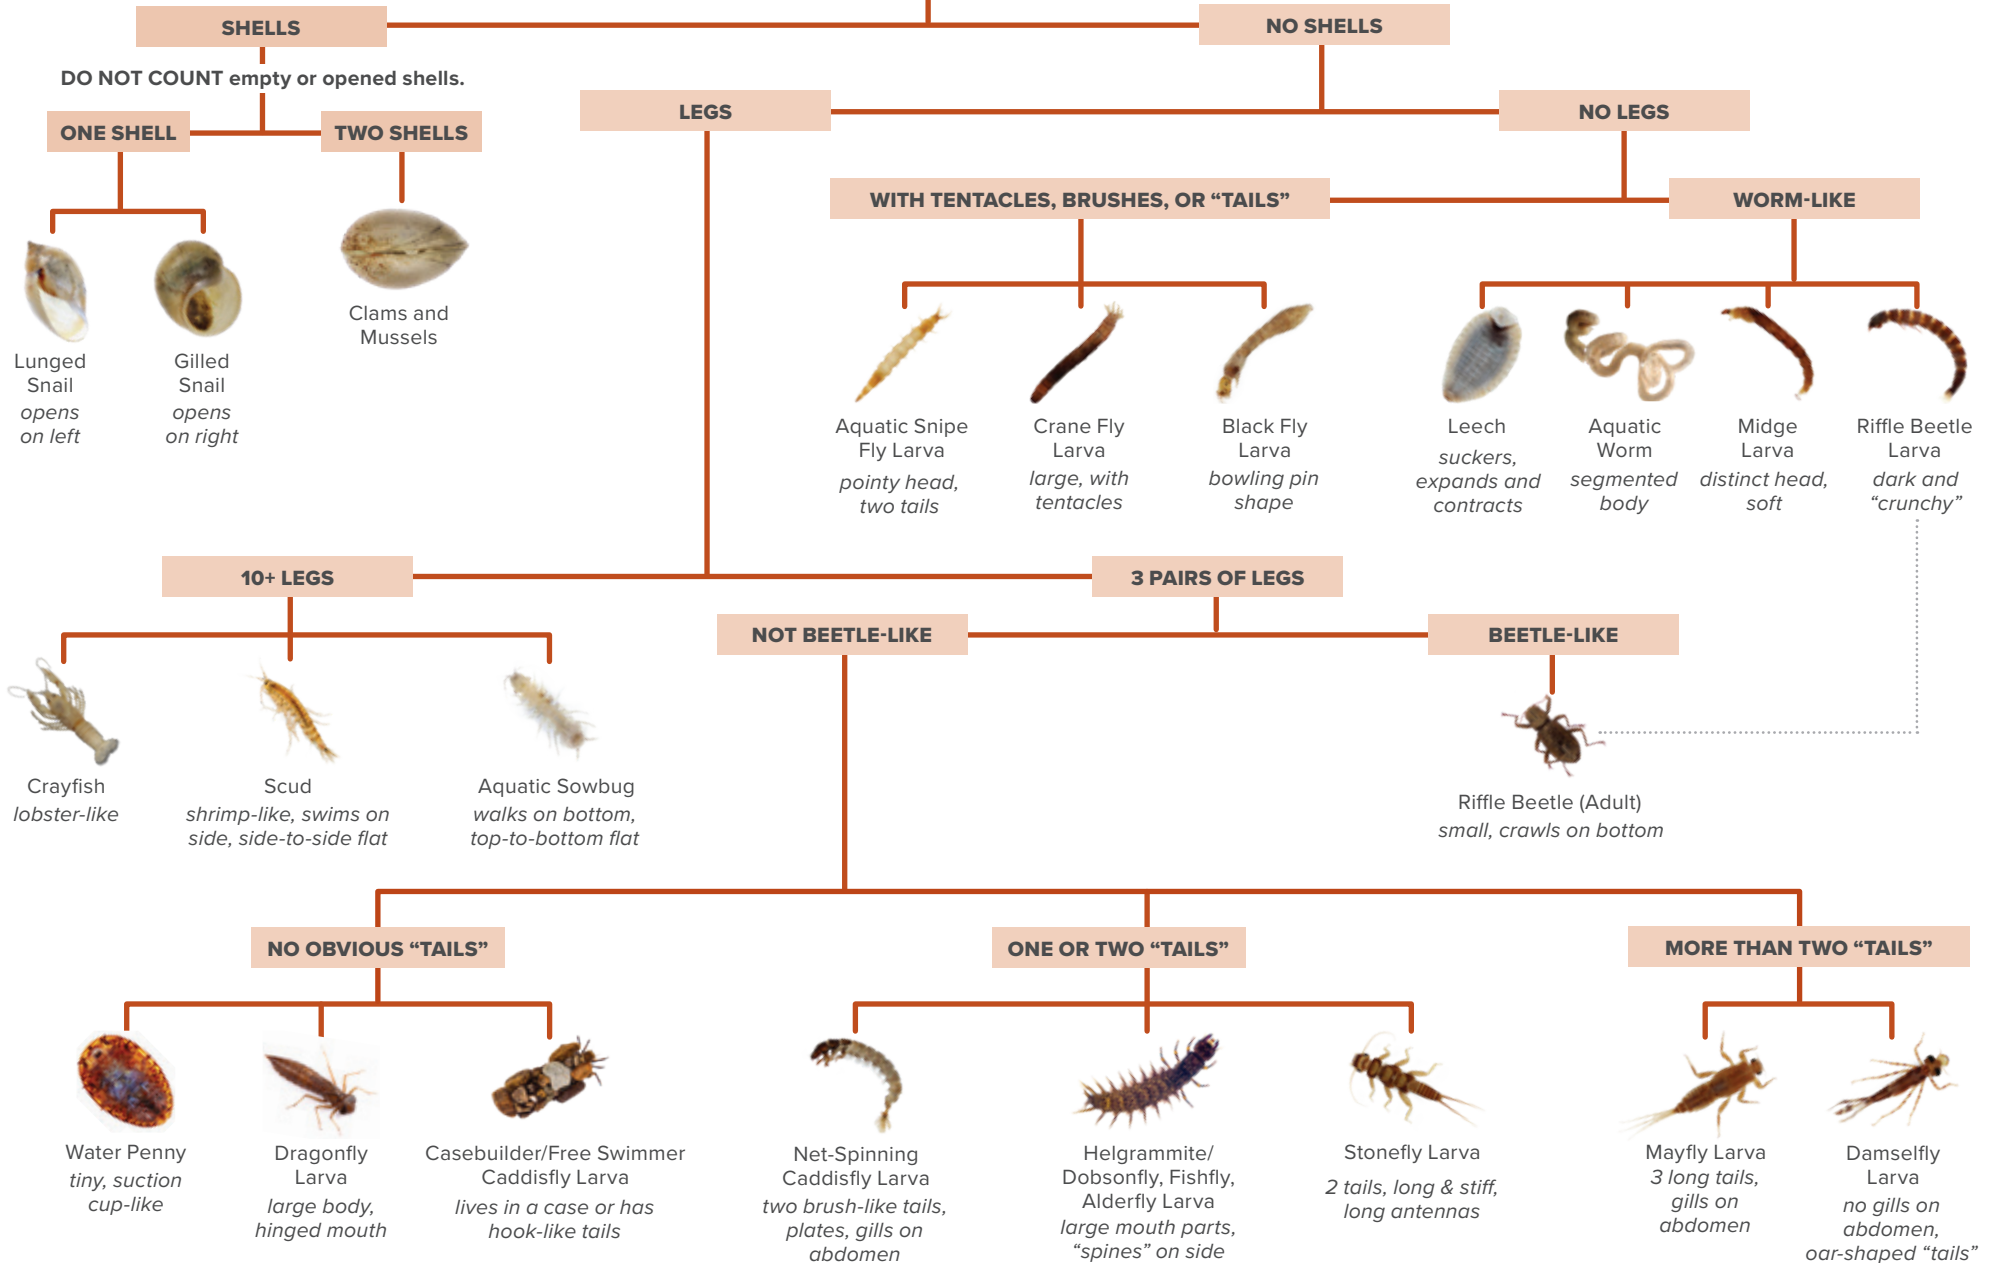 SHELLS
NO SHELLS
DO NOT COUNT empty or opened shells.
ONE SHELL
TWO SHELLS
LEGS
NO LEGS
WITH TENTACLES, BRUSHES, OR “TAILS”
WORM-LIKE
Lunged
Snail
opens
on left
Gilled
Snail
opens
on right
Clams and
Mussels
Aquatic Snipe
Fly Larva
pointy head,
two tails
Crane Fly
Larva
large, with
tentacles
Black Fly
Larva
bowling pin
shape
Leech
suckers,
expands and
contracts
Aquatic
Worm
segmented
body
Midge
Larva
distinct head,
soft
Riffle Beetle
Larva
dark and
“crunchy”
10+ LEGS
3 PAIRS OF LEGS
NOT BEETLE-LIKE
BEETLE-LIKE
Crayfish
lobster-like
Scud
shrimp-like, swims on
side, side-to-side flat
Aquatic Sowbug
walks on bottom,
top-to-bottom flat
Riffle Beetle (Adult)
small, crawls on bottom
NO OBVIOUS “TAILS”
ONE OR TWO “TAILS”
MORE THAN TWO “TAILS”
Water Penny
tiny, suction
cup-like
Dragonfly
Larva
large body,
hinged mouth
Casebuilder/Free Swimmer
Caddisfly Larva
lives in a case or has
hook-like tails
Net-Spinning
Caddisfly Larva
two brush-like tails,
plates, gills on
abdomen
Helgrammite/
Dobsonfly, Fishfly,
Alderfly Larva
large mouth parts,
“spines” on side
Stonefly Larva
2 tails, long & stiff,
long antennas
Mayfly Larva
3 long tails,
gills on
abdomen
Damselfly
Larva
no gills on
abdomen,
oar-shaped “tails”